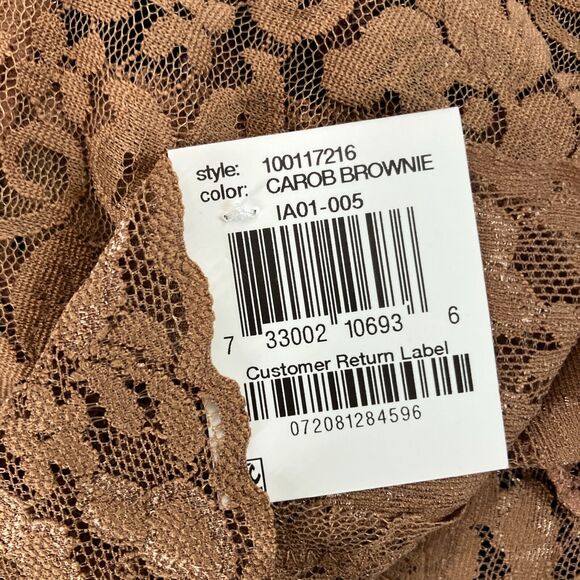 style: 100117216
color: CAROB BROWNIE
IA01-005
7 33002 10693 6
Customer Return Label
072081284596